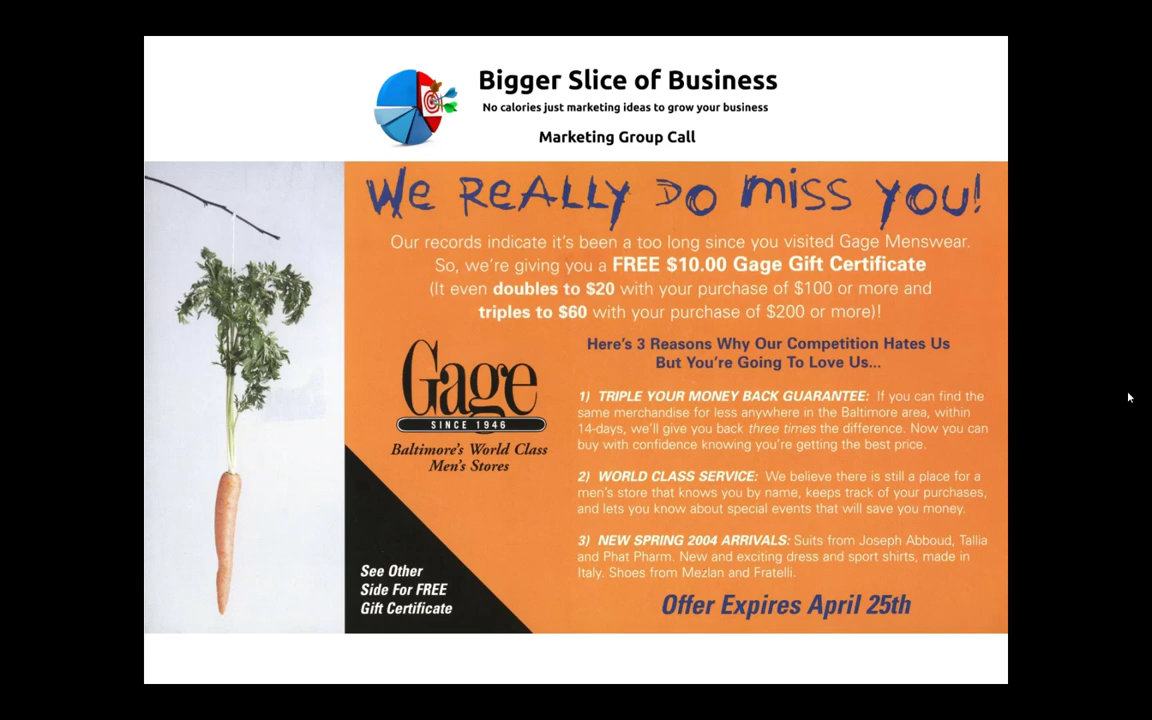 Bigger Slice of Business
No calories just marketing ideas to grow your business
Marketing Group Call
We REALLY DO miss you!
Our records indicate it's been a too long since you visited Gage Menswear.
So, we're giving you a FREE $10.00 Gage Gift Certificate
(It even doubles to $20 with your purchase of $100 or more and
triples to $60 with your purchase of $200 or more)!
Gage
SINCE 1946
Baltimore's World Class
Men's Stores
Here's 3 Reasons Why Our Competition Hates Us
But You're Going To Love Us...
1) TRIPLE YOUR MONEY BACK GUARANTEE: If you can find the
same merchandise for less anywhere in the Baltimore area, within
14-days, we'll give you back three times the difference. Now you can
buy with confidence knowing you're getting the best price.
2) WORLD CLASS SERVICE: We believe there is still a place for a
men's store that knows you by name, keeps track of your purchases,
and lets you know about special events that will save you money.
3) NEW SPRING 2004 ARRIVALS: Suits from Joseph Abboud, Tallia
and Phat Pharm. New and exciting dress and sport shirts, made in
Italy. Shoes from Mezlan and Fratelli.
See Other
Side For FREE
Gift Certificate
Offer Expires April 25th